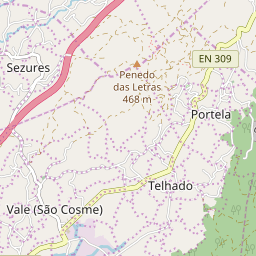 EN 309
Sezures
Penedo
das Letras
468 m
Portela
Telhado
Vale (São Cosme)